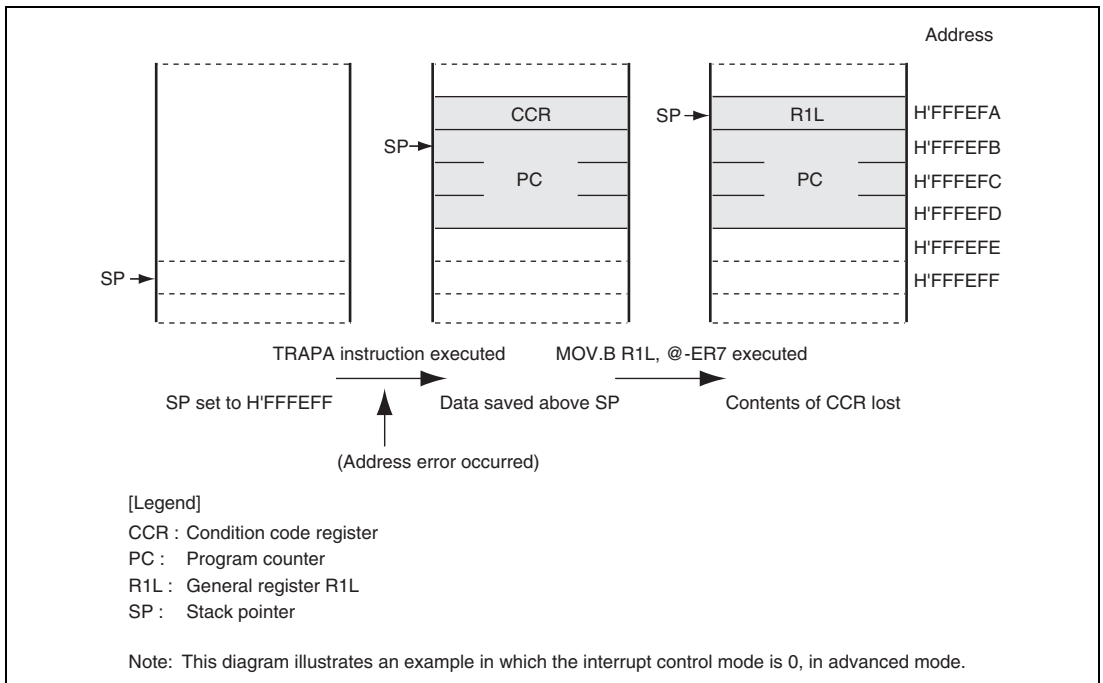 Address
CCR
SP
R1L
H'FFFEFA
SP
H'FFFEFB
PC
PC
H'FFFEFC
H'FFFEFD
H'FFFEFE
SP
H'FFFEFF
TRAPA instruction executed
MOV.B R1L, @-ER7 executed
SP set to H'FFFEFF
Data saved above SP
Contents of CCR lost
(Address error occurred)
[Legend]
CCR : Condition code register
PC : Program counter
R1L : General register R1L
SP : Stack pointer
Note: This diagram illustrates an example in which the interrupt control mode is 0, in advanced mode.